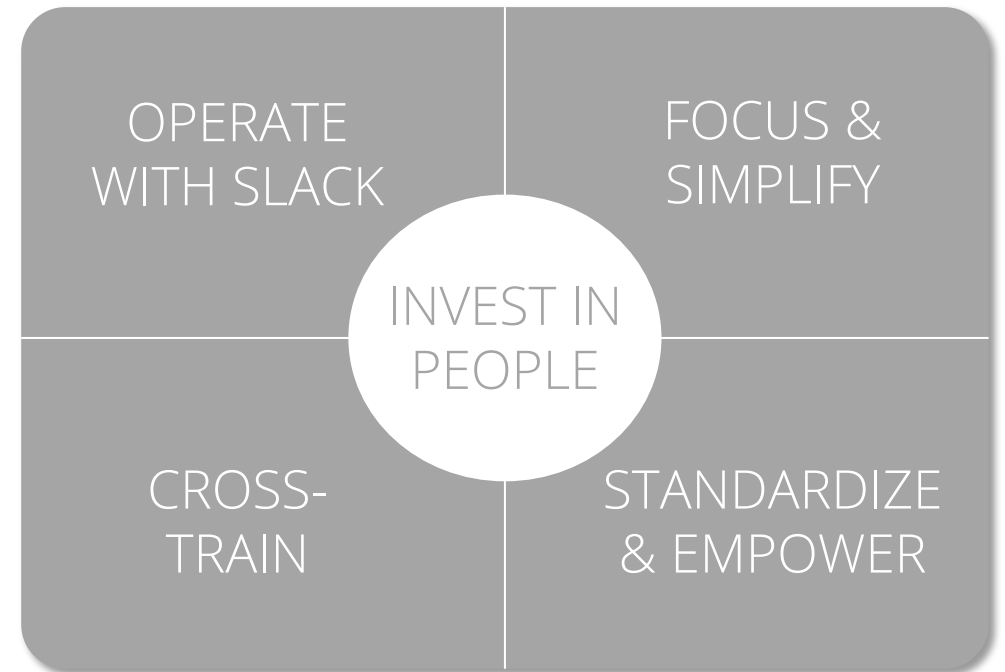 OPERATE
WITH SLACK
FOCUS &
SIMPLIFY
INVEST IN
PEOPLE
CROSS-
TRAIN
STANDARDIZE
& EMPOWER